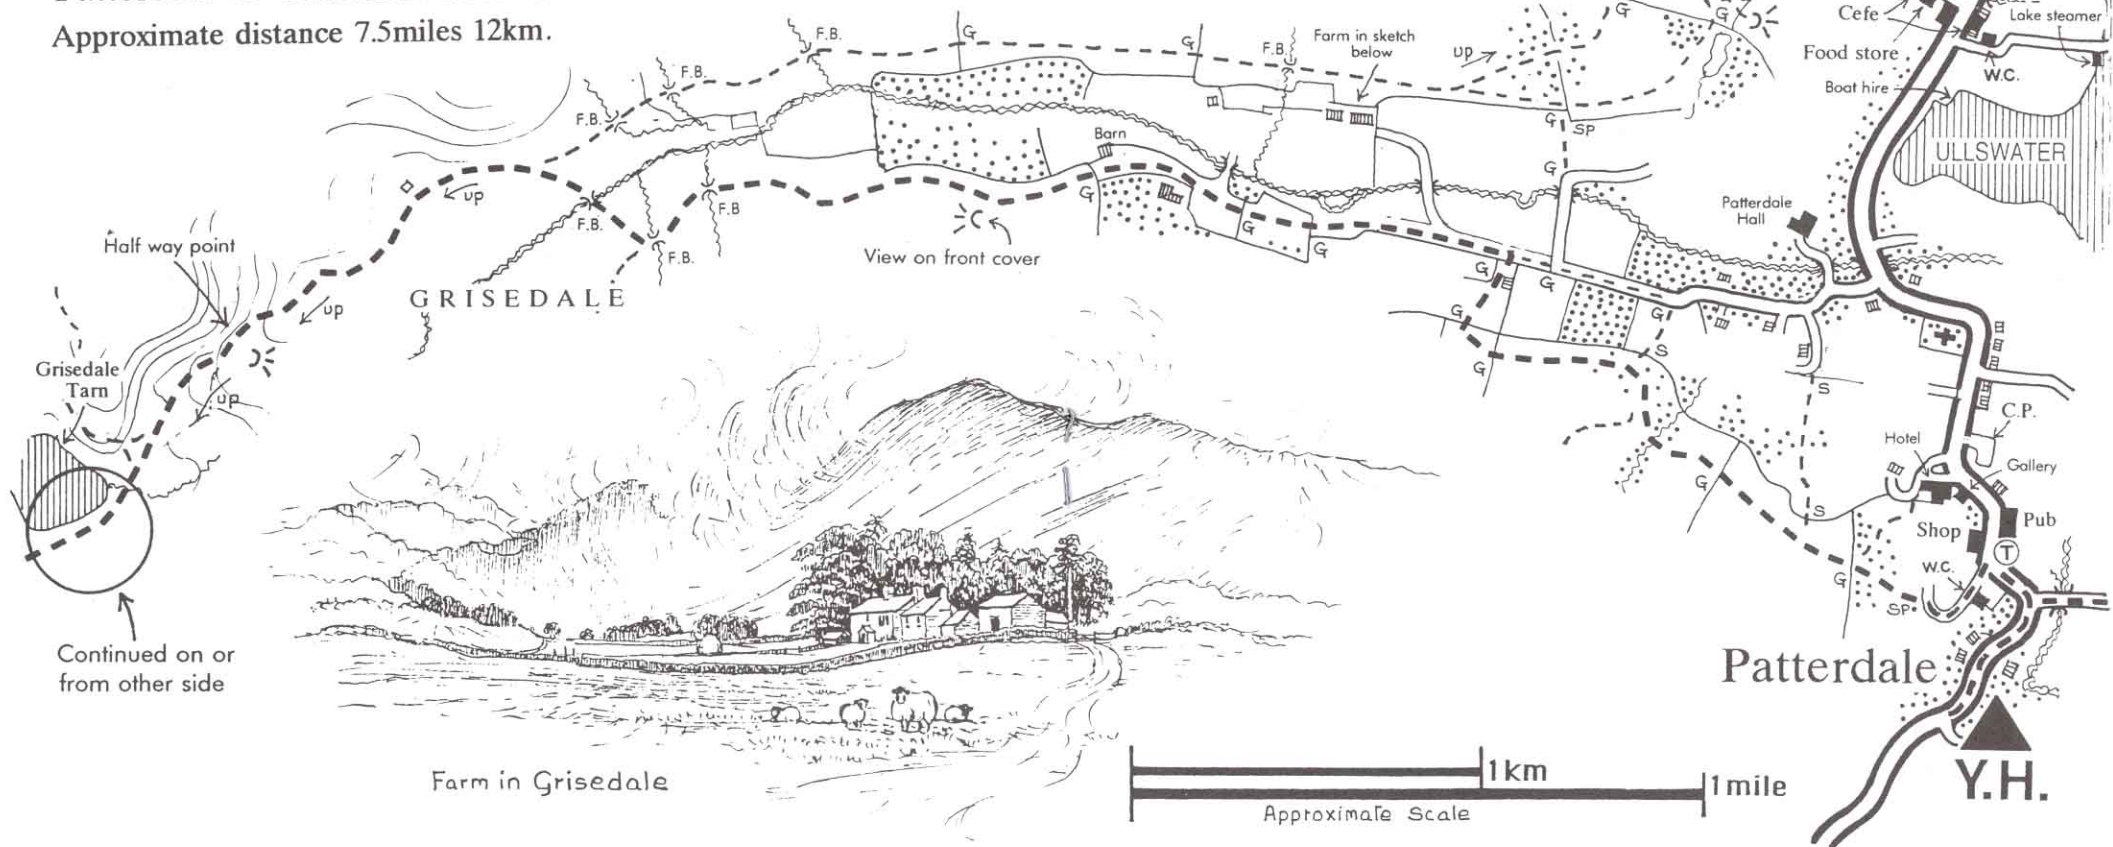 Approximate distance 7.5miles 12km.
F.B.
G
G
F.B.
Farm in sketch
below
up
G
G
Cefe
Lake steamer
Food store
W.C.
Boat hire
ULLSWATER
F.B.
F.B.
Barn
G
SP
G
up
F.B.
F.B
F.B.
G
G
G
View on front cover
Patterdale
Hall
Half way point
GRISEDALE
up
G
G
G
G
G
S
S
Grisedale
Tarn
up
C.P.
Hotel
Gallery
G
S
Shop
Pub
T
W.C.
G
SP
Continued on or
from other side
Patterdale
Farm in Grisedale
1km
1mile
Approximate Scale
Y.H.